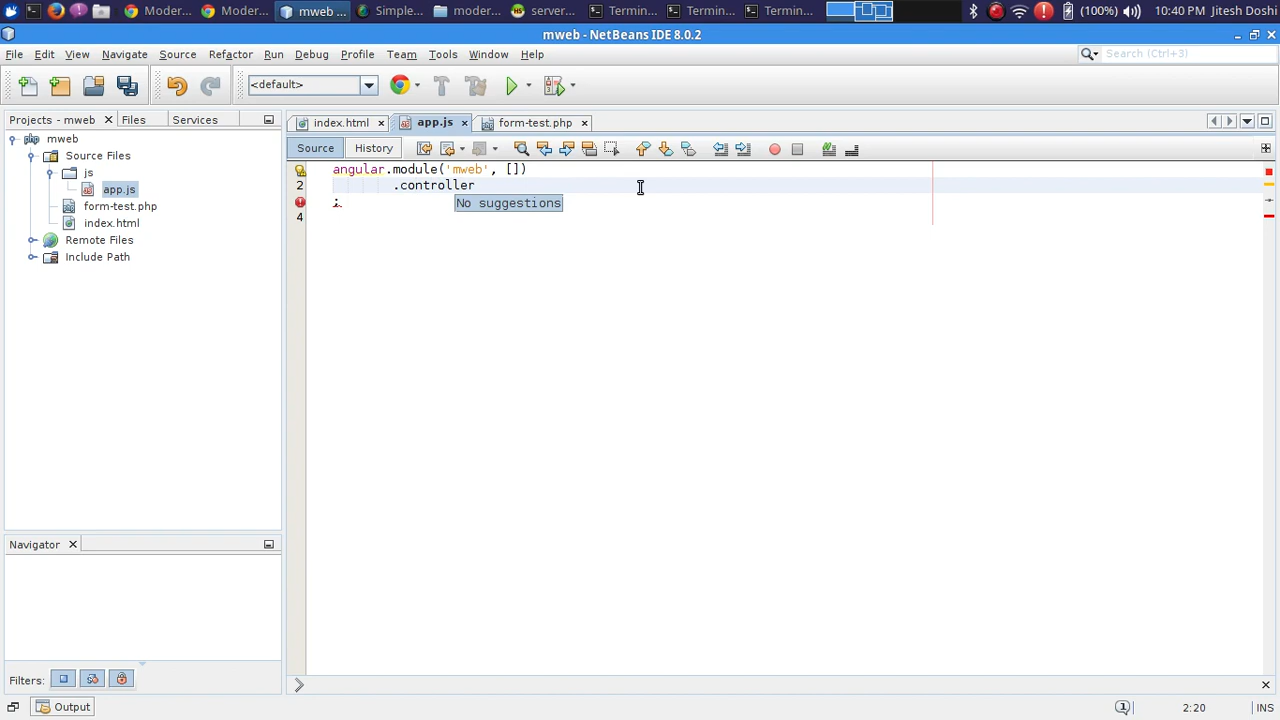 Moder...
Moder...
mweb ...
Simple...
moder...
server...
Termin...
Termin...
Termin...
(100%)
10:40 PM
Jitesh Doshi
mweb - NetBeans IDE 8.0.2
File Edit View Navigate Source Refactor Run Debug Profile Team Tools Window Help
Search (Ctrl+3)
<default>
Projects - mweb
Files
Services
index.html
app.js
form-test.php
mweb
Source Files
js
app.js
form-test.php
index.html
Remote Files
Include Path
Source
History
angular.module('mweb', [])
2
.controller
;
No suggestions
4
Navigator
Filters:
Output
1
2:20
INS